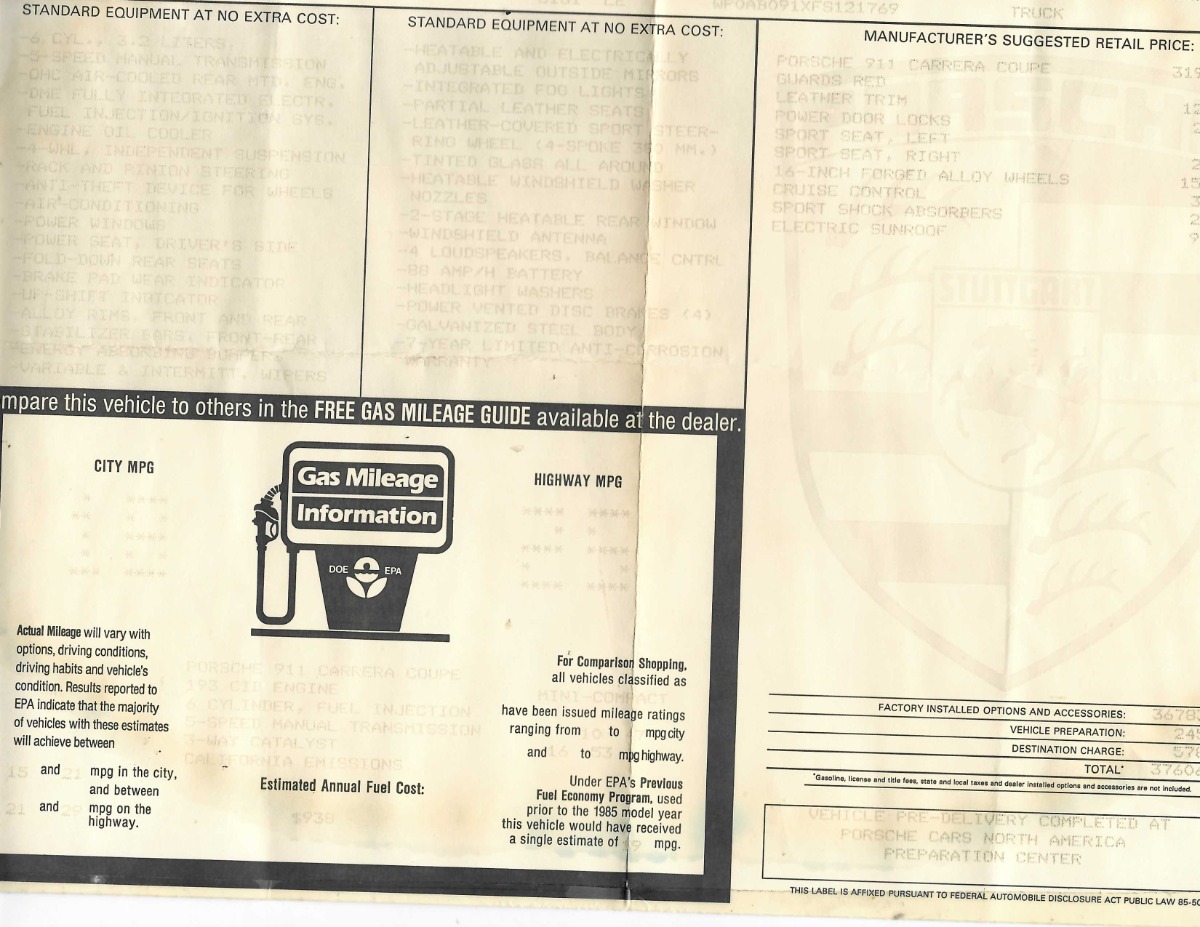 WP0AB091XFS121769
TRUCK
STANDARD EQUIPMENT AT NO EXTRA COST:
-6 CYL., 3.2 LITERS.
-5-SPEED MANUAL TRANSMISSION
-OHC AIR-COOLED REAR MTD. ENG.
-DME FULLY INTEGRATED ELECTR.
FUEL INJECTION/IGNITION SYS.
-ENGINE OIL COOLER
-4-WHL. INDEPENDENT SUSPENSION
-RACK AND PINION STEERING
-ANTI-THEFT DEVICE FOR WHEELS
-AIR-CONDITIONING
-POWER WINDOWS
-POWER SEAT, DRIVER'S SIDE
-FOLD-DOWN REAR SEATS
-BRAKE PAD WEAR INDICATOR
-UP-SHIFT INDICATOR
-ALLOY RIMS, FRONT AND REAR
-STABILIZER BARS, FRONT-REAR
-ENERGY ABSORBING BUMPERS
-VARIABLE & INTERMITT. WIPERS
STANDARD EQUIPMENT AT NO EXTRA COST:
-HEATABLE AND ELECTRICALLY
ADJUSTABLE OUTSIDE MIRRORS
-INTEGRATED FOG LIGHTS
-PARTIAL LEATHER SEATS
-LEATHER-COVERED SPORT STEER-
RING WHEEL (4-SPOKE MM.)
-TINTED GLASS ALL AROUND
-HEATABLE WINDSHIELD WASHER
NOZZLES
-2-STAGE HEATABLE REAR WINDOW
-WINDSHIELD ANTENNA
-4 LOUDSPEAKERS, BALANCE CNTRL
-88 AMP/H BATTERY
-HEADLIGHT WASHERS
-POWER VENTED DISC BRAKES (4)
-GALVANTZED STEEL BODY
-7-YEAR LIMITED ANTI-CORROSION
WARRANTY
MANUFACTURER'S SUGGESTED RETAIL PRICE:
PORSCHE 911 CARRERA COUPE 319
GUARDS RED
LEATHER TRIM 12
POWER DOOR LOCKS 2
SPORT SEAT, LEFT
SPORT SEAT, RIGHT 2
16-INCH FORGED ALLOY WHEELS 15
CRUISE CONTROL 3
SPORT SHOCK ABSORBERS 2
ELECTRIC SUNROOF 9
STUTTGART
mpare this vehicle to others in the FREE GAS MILEAGE GUIDE available at the dealer.
CITY MPG
Gas Mileage
Information
DOE EPA
HIGHWAY MPG
Actual Mileage will vary with
options, driving conditions,
driving habits and vehicle's
condition. Results reported to
EPA indicate that the majority
of vehicles with these estimates
will achieve between
15 and 21 mpg in the city,
and between
21 and mpg on the
highway.
PORSCHE 911 CARRERA COUPE
193 CID ENGINE
6 CYLINDER, FUEL INJECTION
5-SPEED MANUAL TRANSMISSION
3-WAY CATALYST
CALIFORNIA EMISSIONS
Estimated Annual Fuel Cost:
$938
For Comparison Shopping,
all vehicles classified as
MINI-COMPACT
have been issued mileage ratings
ranging from to mpg city
and to mpg highway.
Under EPA's Previous
Fuel Economy Program, used
prior to the 1985 model year
this vehicle would have received
a single estimate of mpg.
FACTORY INSTALLED OPTIONS AND ACCESSORIES: 36783
VEHICLE PREPARATION: 245
DESTINATION CHARGE: 578
TOTAL* 37606
*Gasoline, license and title fees, state and local taxes and dealer installed options and accessories are not included.
VEHICLE PRE-DELIVERY COMPLETED AT
PORSCHE CARS NORTH AMERICA
PREPARATION CENTER
THIS LABEL IS AFFIXED PURSUANT TO FEDERAL AUTOMOBILE DISCLOSURE ACT PUBLIC LAW 85-50